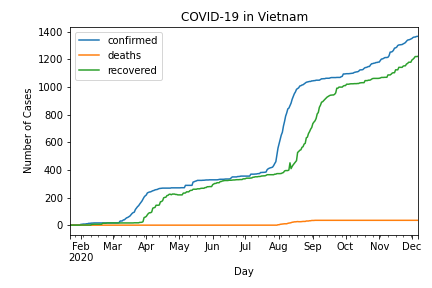 COVID-19 in Vietnam
1400
1200
1000
800
600
400
200
0
Number of Cases
confirmed
deaths
recovered
Feb Mar Apr May Jun Jul Aug Sep Oct Nov Dec
2020
Day